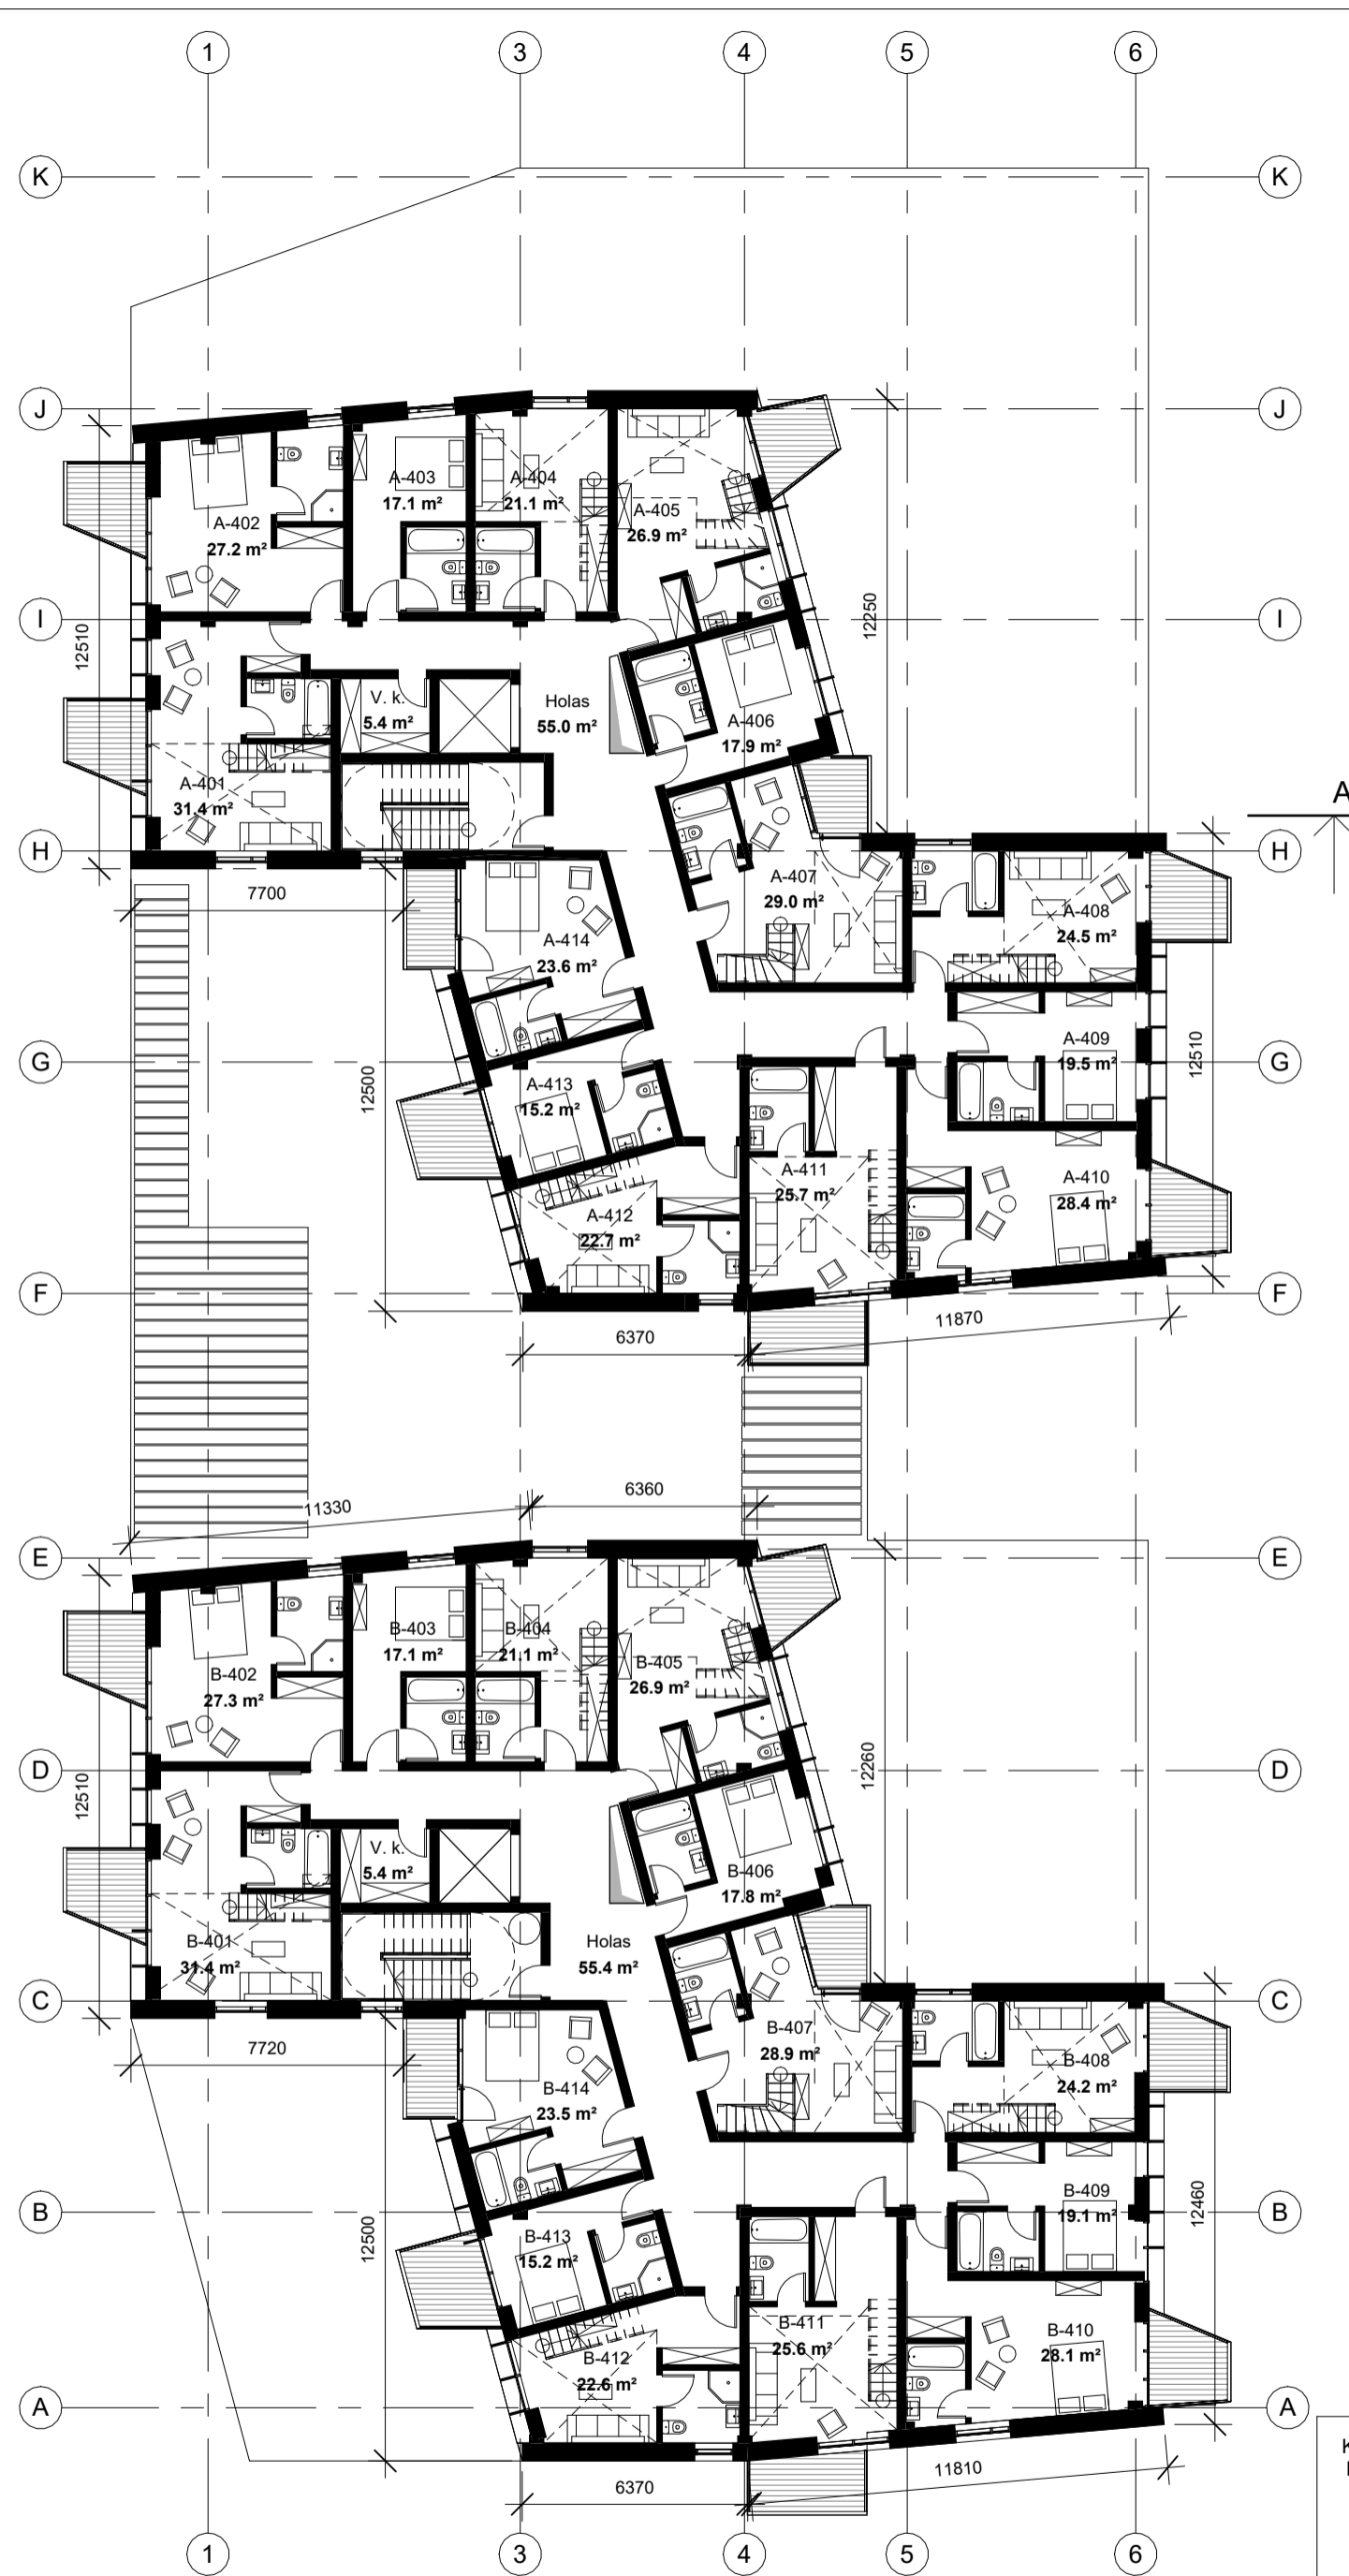 1 3 4 5 6
K K
J J
A-403
17.1 m²
A-404
21.1 m²
A-405
26.9 m²
A-402
27.2 m²
12250
12510
I I
V. k.
5.4 m²
Holas
55.0 m²
A-406
17.9 m²
A-401
31.4 m²
A
H H
7700
A-407
29.0 m²
A-408
24.5 m²
A-414
23.6 m²
A-409
19.5 m²
G G
12500
12510
A-413
15.2 m²
A-411
25.7 m²
A-410
28.4 m²
A-412
22.7 m²
F F
6370
11870
11330
6360
E E
B-403
17.1 m²
B-404
21.1 m²
B-405
26.9 m²
B-402
27.3 m²
D D
12510
12260
V. k.
5.4 m²
B-406
17.8 m²
B-401
31.4 m²
Holas
55.4 m²
C C
7720
B-407
28.9 m²
B-408
24.2 m²
B-414
23.5 m²
B-409
19.1 m²
B B
12500
12460
B-413
15.2 m²
B-411
25.6 m²
B-410
28.1 m²
B-412
22.6 m²
A A
6370
11810
K
1 3 4 5 6